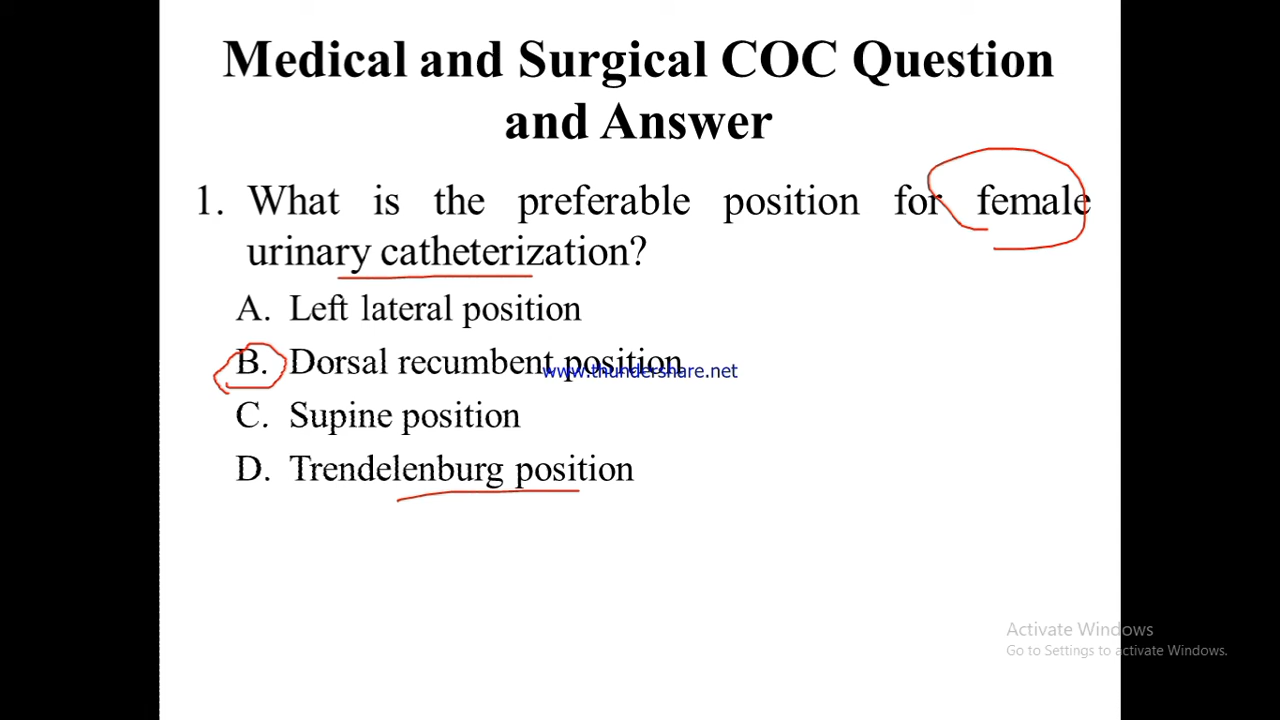 Medical and Surgical COC Question
and Answer
1. What is the preferable position for female
urinary catheterization?
A. Left lateral position
B. Dorsal recumbent position
www.thundershare.net
C. Supine position
D. Trendelenburg position
Activate Windows
Go to Settings to activate Windows.